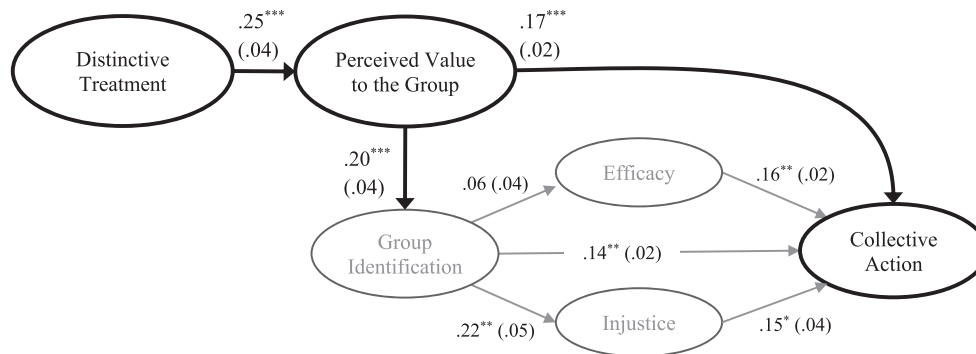 .25***
(.04)
.17***
(.02)
Distinctive
Treatment
Perceived Value
to the Group
.20***
(.04)
.06 (.04)
Efficacy
.16** (.02)
Group
Identification
.14** (.02)
Collective
Action
.22** (.05)
Injustice
.15* (.04)